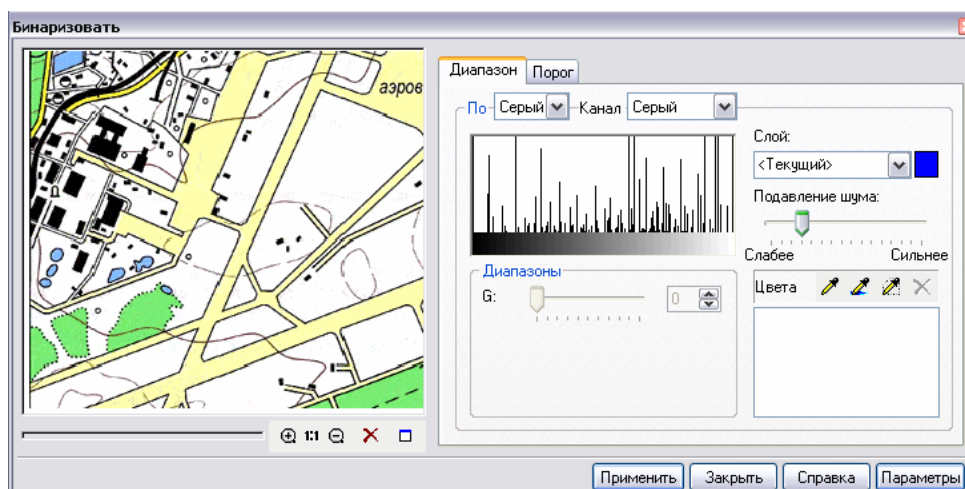 Бинаризовать
аэров
1:1
Диапазон Порог
По Серый Канал Серый
Слой:
<Текущий>
Подавление шума:
Слабее Сильнее
Диапазоны
G: 0
Цвета
Применить Закрыть Справка Параметры